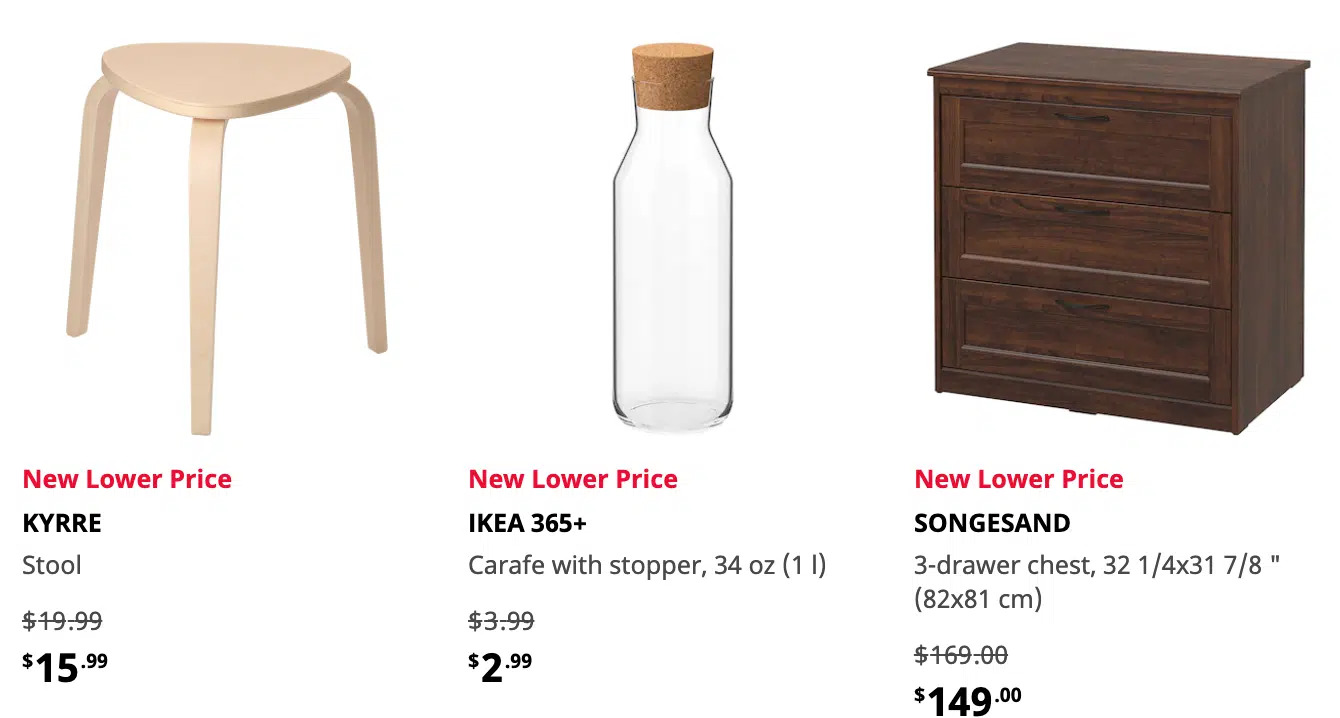 New Lower Price
KYRRE
Stool
$19.99
$15.99
New Lower Price
IKEA 365+
Carafe with stopper, 34 oz (1 l)
$3.99
$2.99
New Lower Price
SONGESAND
3-drawer chest, 32 1/4x31 7/8 "
(82x81 cm)
$169.00
$149.00